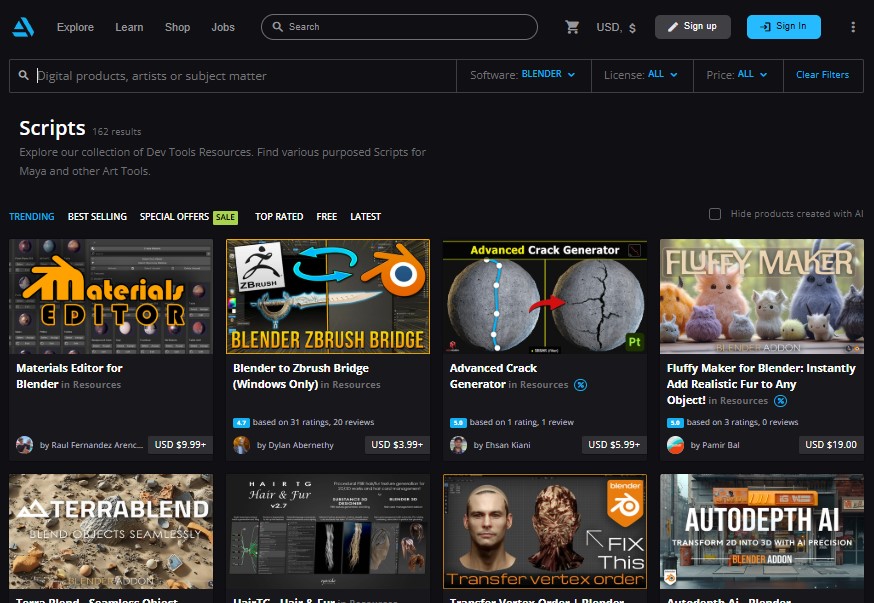 Explore Learn Shop Jobs Search USD, $ Sign up Sign In
Digital products, artists or subject matter Software: BLENDER License: ALL Price: ALL Clear Filters
Scripts 162 results
Explore our collection of Dev Tools Resources. Find various purposed Scripts for
Maya and other Art Tools.
TRENDING BEST SELLING SPECIAL OFFERS SALE TOP RATED FREE LATEST Hide products created with AI
Materials
EDITOR
Materials Editor for
Blender in Resources
by Raul Fernandez Arenc... USD $9.99+
ZBRUSH
BLENDER ZBRUSH BRIDGE
Blender to Zbrush Bridge
(Windows Only) in Resources
4.7 based on 31 ratings, 20 reviews
by Dylan Abernethy USD $3.99+
Advanced Crack Generator
Pt
Advanced Crack
Generator in Resources
5.0 based on 1 rating, 1 review
by Ehsan Kiani USD $5.99+
FLUFFY MAKER
BLENDER ADDON
Fluffy Maker for Blender: Instantly
Add Realistic Fur to Any
Object! in Resources
5.0 based on 3 ratings, 0 reviews
by Pamir Bal USD $19.00
TERRABLEND
BLEND OBJECTS SEAMLESSLY
BLENDER ADDON
Terra Blend - Seamless Object
HAIRTG
Hair & Fur
v2.7
SUBSTANCE 3D
DESIGNER
BLENDER 3D
HairTG - Hair & Fur in Resources
blender
FIX
This
Transfer vertex order
Transfer Vertex Order | Blender
AUTODEPTH AI
TRANSFORM 2D INTO 3D WITH AI PRECISION
BLENDER ADDON
Autodepth Ai - Blender